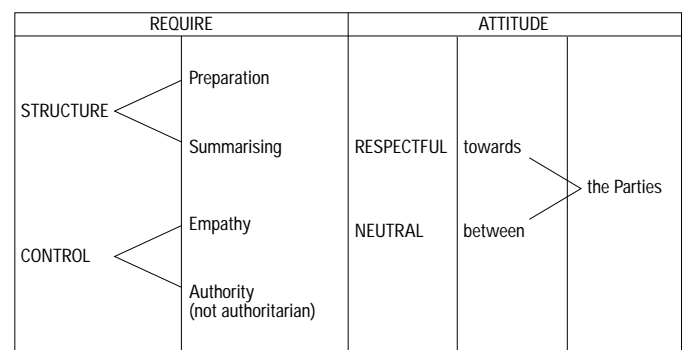 REQUIRE ATTITUDE
Preparation
STRUCTURE
Summarising RESPECTFUL towards
the Parties
Empathy NEUTRAL between
CONTROL
Authority
(not authoritarian)